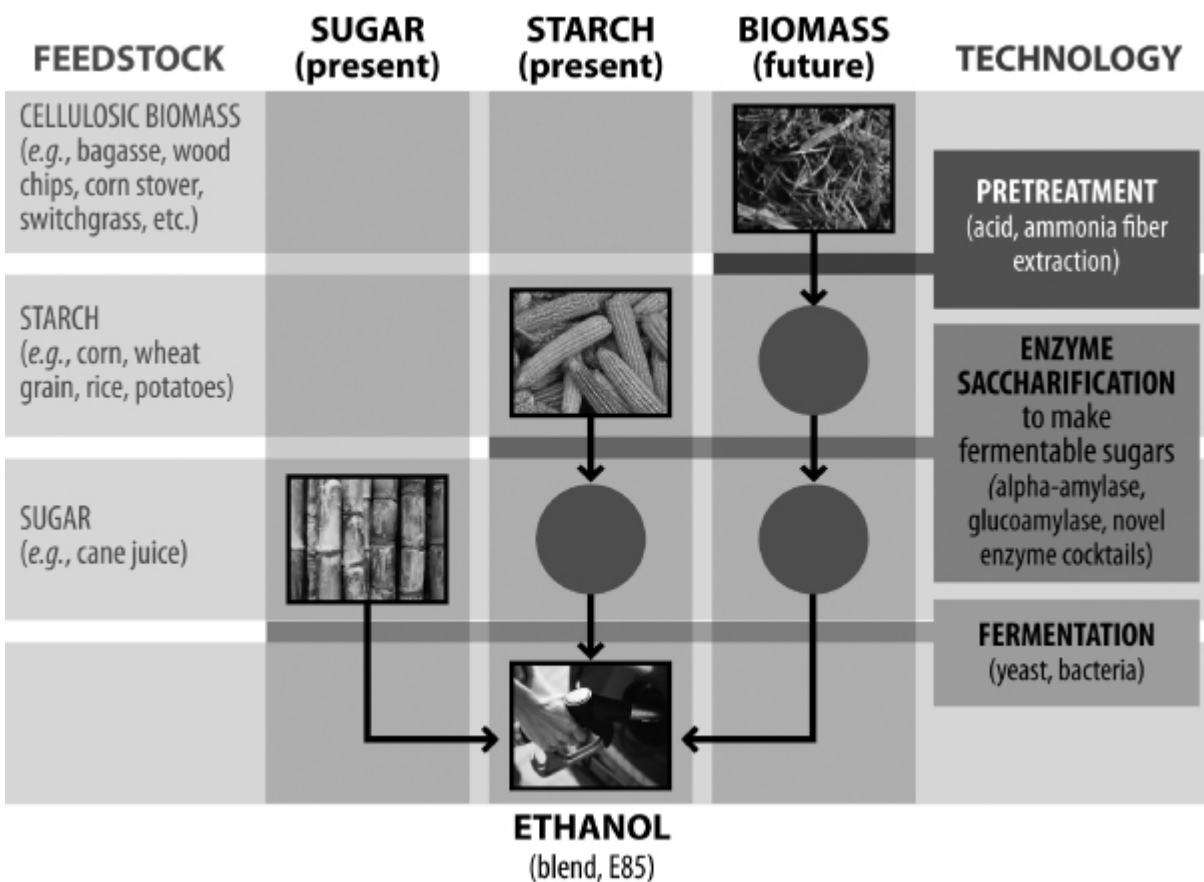 FEEDSTOCK
SUGAR
(present)
STARCH
(present)
BIOMASS
(future)
TECHNOLOGY
CELLULOSIC BIOMASS
(e.g., bagasse, wood
chips, corn stover,
switchgrass, etc.)
PRETREATMENT
(acid, ammonia fiber
extraction)
STARCH
(e.g., corn, wheat
grain, rice, potatoes)
ENZYME
SACCHARIFICATION
to make
fermentable sugars
(alpha-amylase,
glucoamylase, novel
enzyme cocktails)
SUGAR
(e.g., cane juice)
FERMENTATION
(yeast, bacteria)
ETHANOL
(blend, E85)